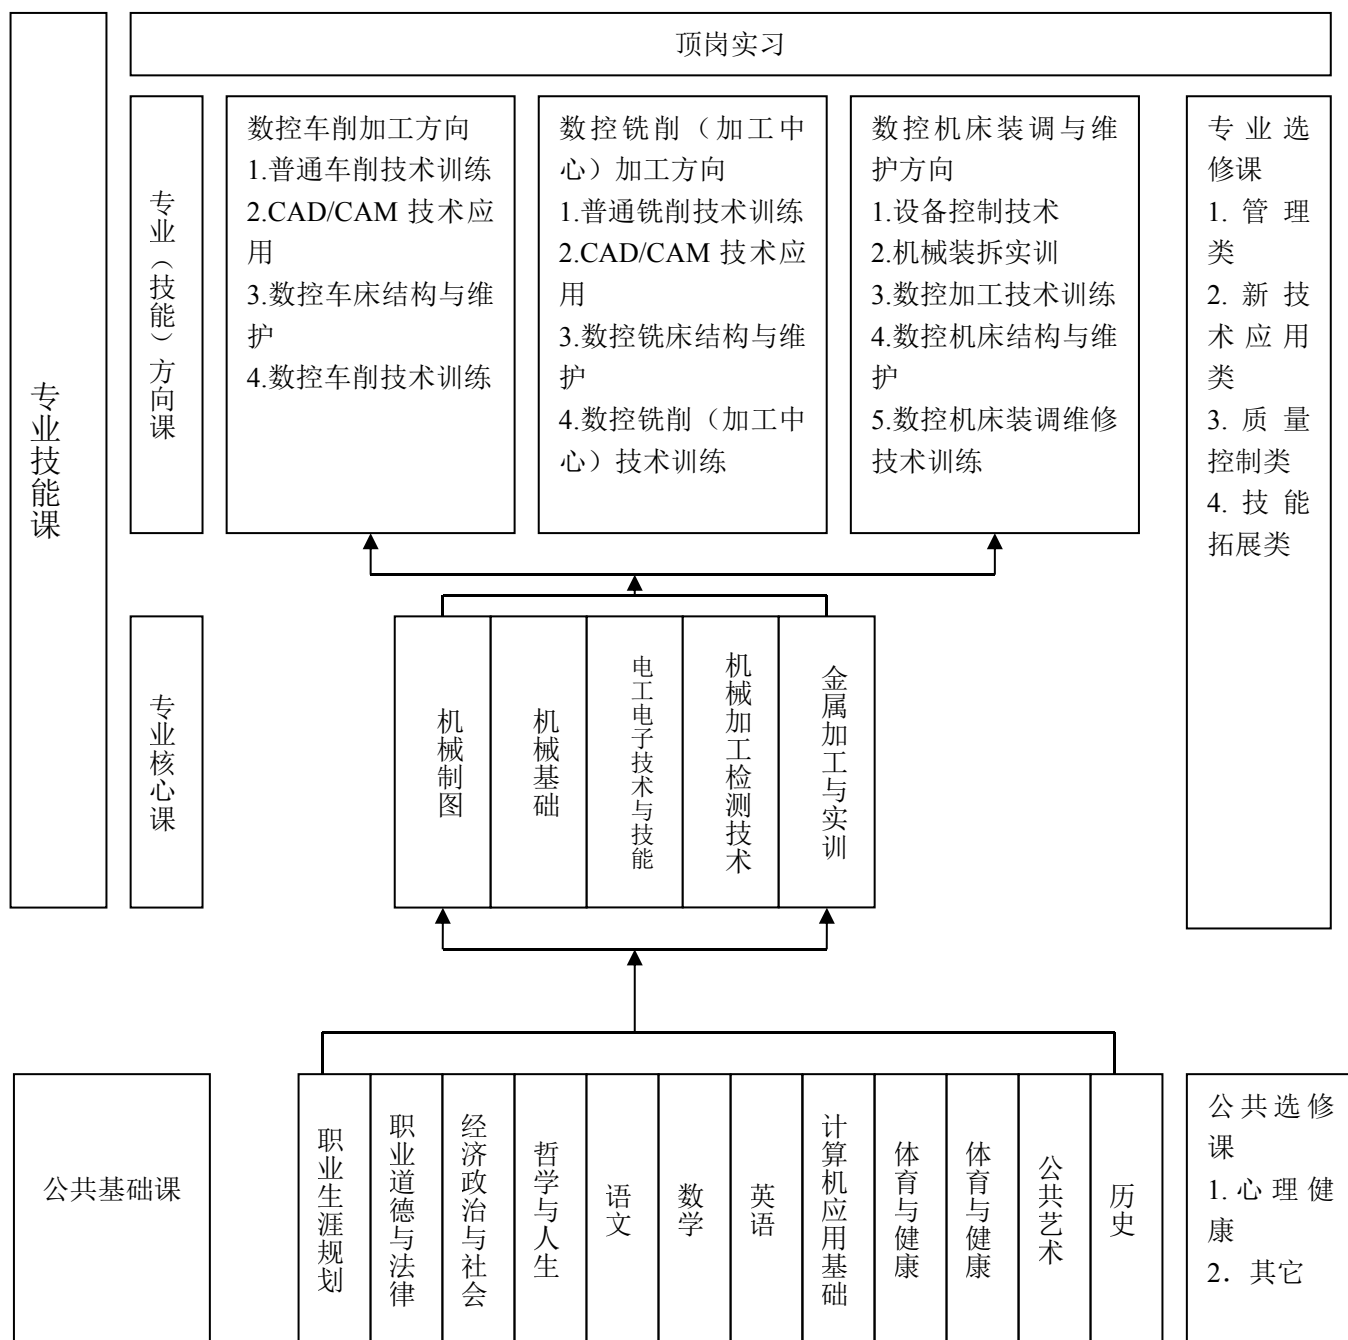 顶岗实习
专业技能课
专业（技能）方向课
数控车削加工方向
1.普通车削技术训练
2.CAD/CAM 技术应
用
3.数控车床结构与维
护
4.数控车削技术训练
数控铣削（加工中
心）加工方向
1.普通铣削技术训练
2.CAD/CAM 技术应
用
3.数控铣床结构与维
护
4.数控铣削（加工中
心）技术训练
数控机床装调与维
护方向
1.设备控制技术
2.机械装拆实训
3.数控加工技术训练
4.数控机床结构与维
护
5.数控机床装调维修
技术训练
专业选
修课
1.管理
类
2.新技
术应用
类
3.质量
控制类
4.技能
拓展类
专业核心课
机械制图
机械基础
电工电子技术与技能
机械加工检测技术
金属加工与实训
公共基础课
职业生涯规划
职业道德与法律
经济政治与社会
哲学与人生
语文
数学
英语
计算机应用基础
体育与健康
体育与健康
公共艺术
历史
公共选修
课
1.心理健
康
2．其它